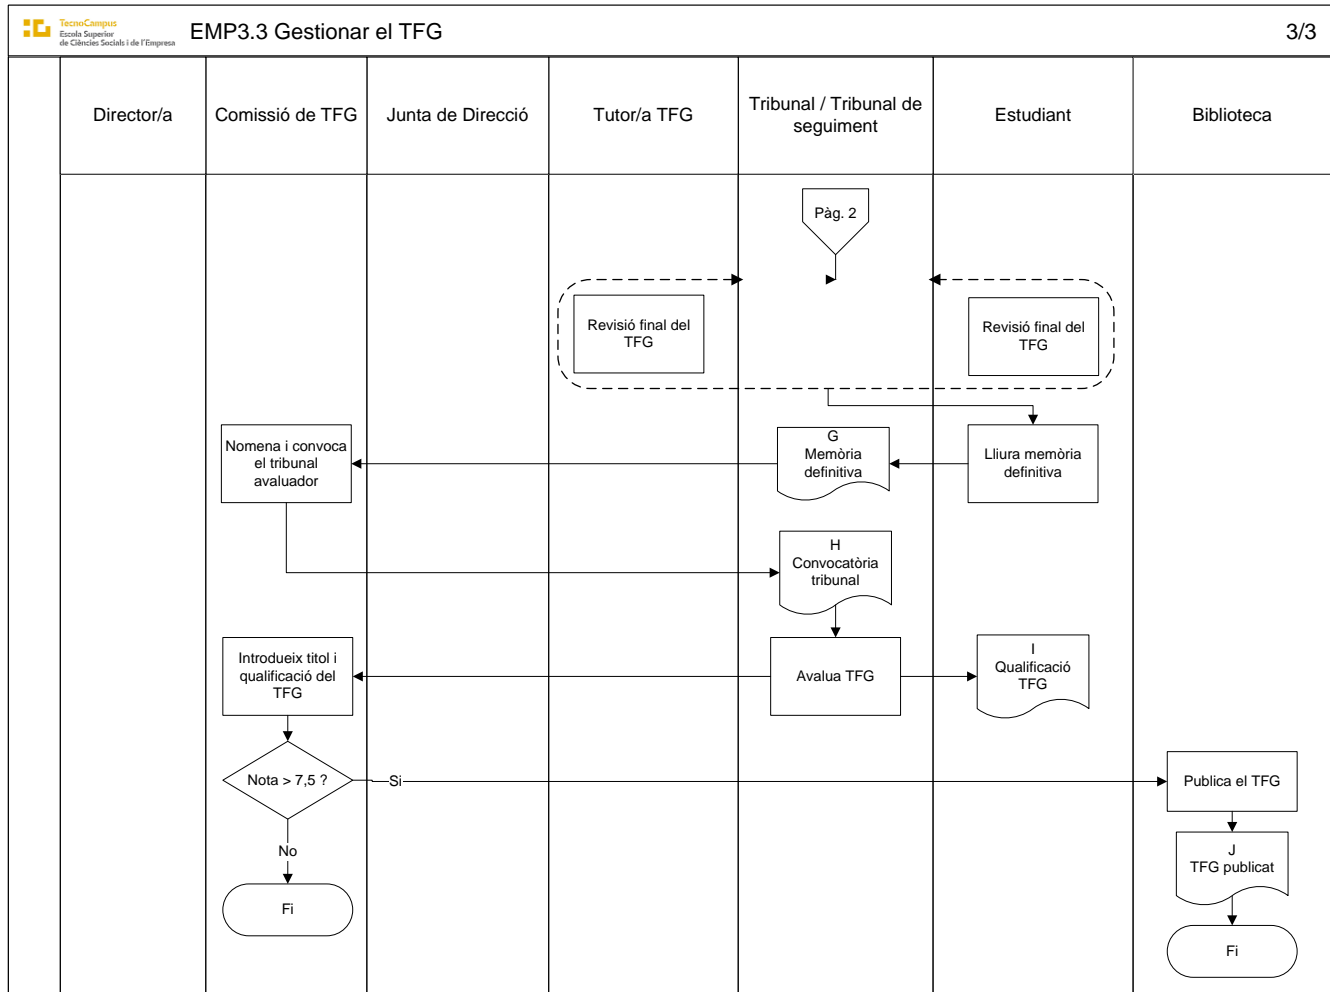 TecnoCampus
Escola Superior
de Ciències Socials i de l'Empresa
EMP3.3 Gestionar el TFG
3/3
Director/a
Comissió de TFG
Junta de Direcció
Tutor/a TFG
Tribunal / Tribunal de
seguiment
Estudiant
Biblioteca
Pàg. 2
Revisió final del
TFG
Revisió final del
TFG
Nomena i convoca
el tribunal
avaluador
G
Memòria
definitiva
Lliura memòria
definitiva
H
Convocatòria
tribunal
Introdueix titol i
qualificació del
TFG
Avalua TFG
I
Qualificació
TFG
Nota > 7,5 ?
Si
Publica el TFG
No
J
TFG publicat
Fi
Fi